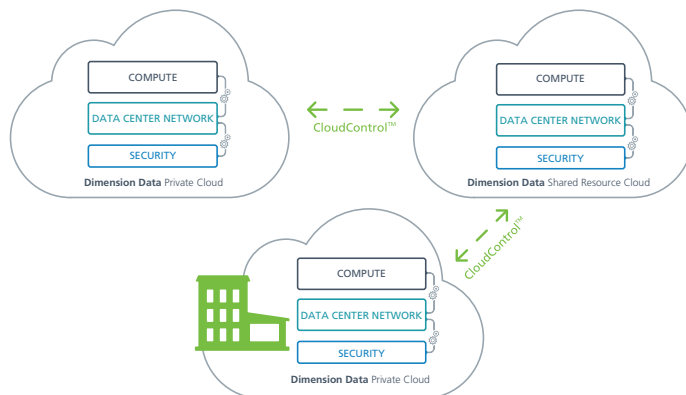 COMPUTE
DATA CENTER NETWORK
SECURITY
Dimension Data Private Cloud
CloudControl™
COMPUTE
DATA CENTER NETWORK
SECURITY
Dimension Data Shared Resource Cloud
CloudControl™
COMPUTE
DATA CENTER NETWORK
SECURITY
Dimension Data Private Cloud